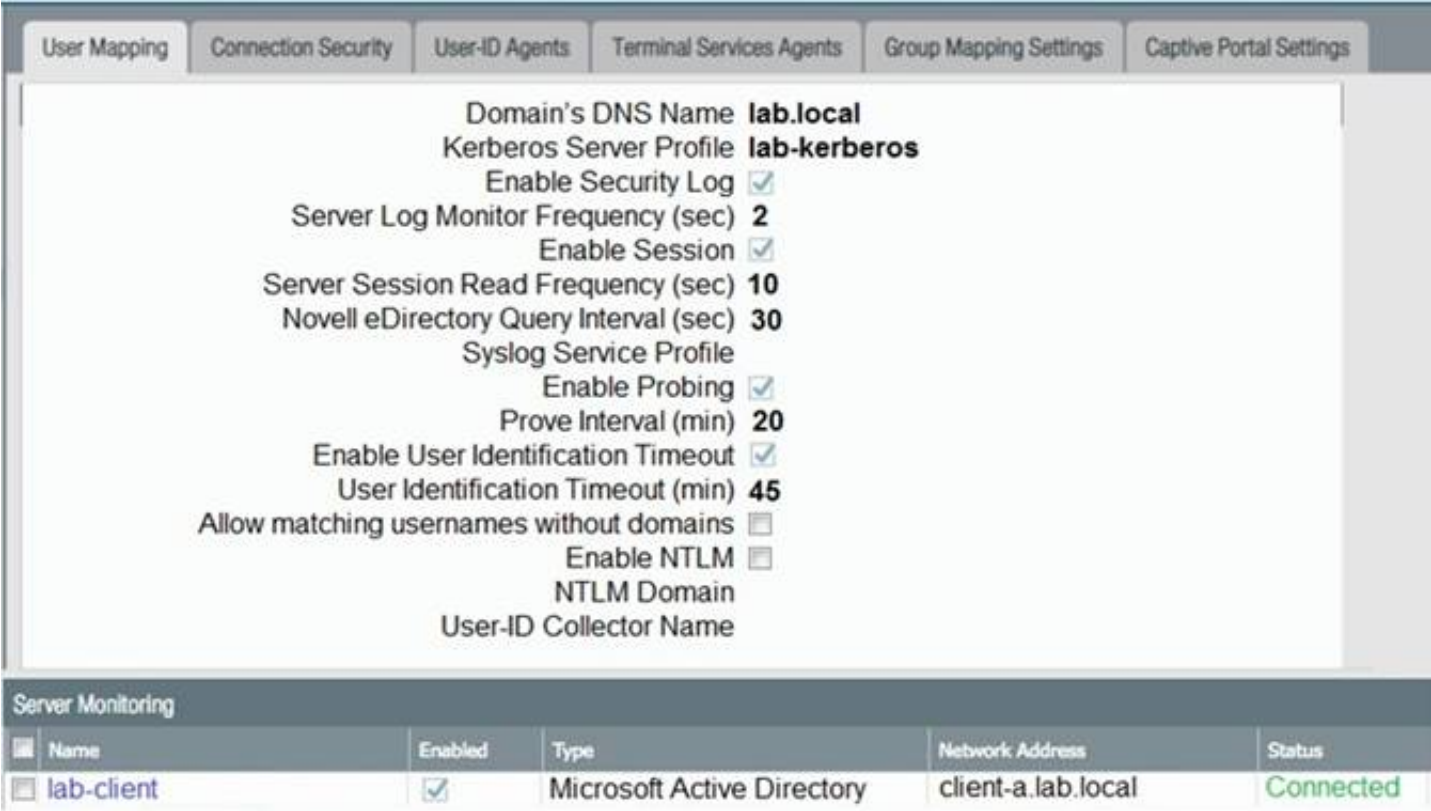 User Mapping Connection Security User-ID Agents Terminal Services Agents Group Mapping Settings Captive Portal Settings
Domain's DNS Name lab.local
Kerberos Server Profile lab-kerberos
Enable Security Log
Server Log Monitor Frequency (sec) 2
Enable Session
Server Session Read Frequency (sec) 10
Novell eDirectory Query Interval (sec) 30
Syslog Service Profile
Enable Probing
Prove Interval (min) 20
Enable User Identification Timeout
User Identification Timeout (min) 45
Allow matching usernames without domains
Enable NTLM
NTLM Domain
User-ID Collector Name
Server Monitoring
Name Enabled Type Network Address Status
lab-client Microsoft Active Directory client-a.lab.local Connected